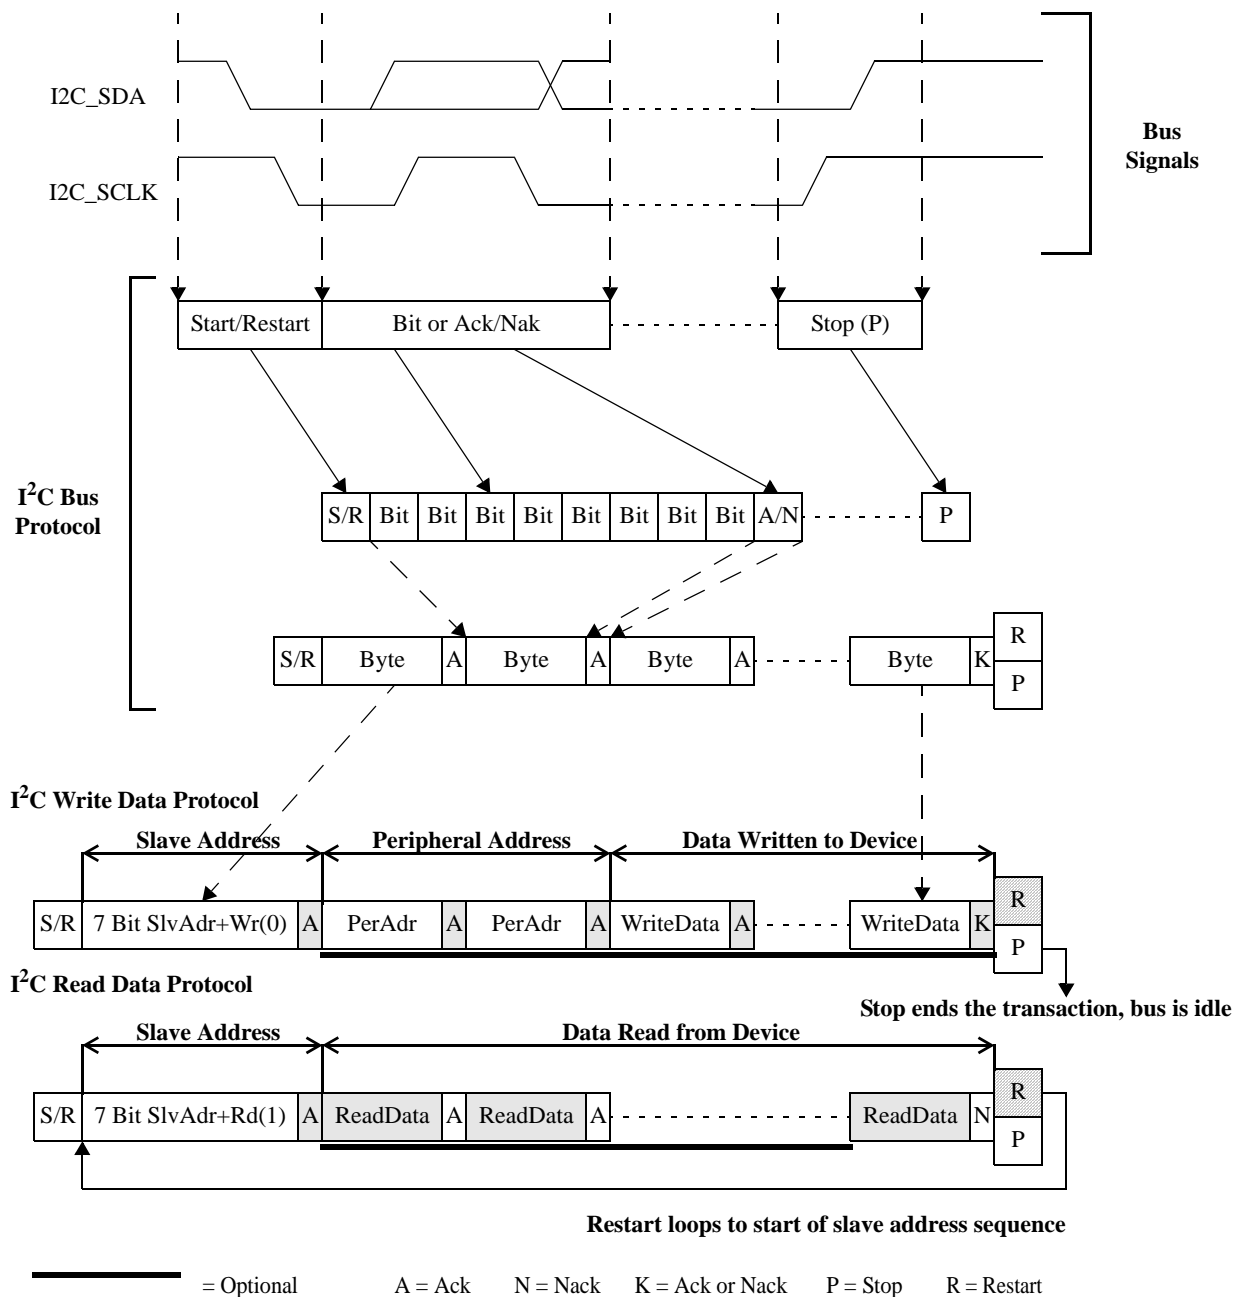 I2C_SDA
Bus
Signals
I2C_SCLK
Start/Restart Bit or Ack/Nak Stop (P)
I2C Bus
Protocol
S/R Bit Bit Bit Bit Bit Bit Bit Bit A/N P
S/R Byte A Byte A Byte A Byte K R
P
I2C Write Data Protocol
Slave Address Peripheral Address Data Written to Device
S/R 7 Bit SlvAdr+Wr(0) A PerAdr A PerAdr A WriteData A WriteData K R
P
I2C Read Data Protocol
Stop ends the transaction, bus is idle
Slave Address Data Read from Device
S/R 7 Bit SlvAdr+Rd(1) A ReadData A ReadData A ReadData N R
P
Restart loops to start of slave address sequence
= Optional A = Ack N = Nack K = Ack or Nack P = Stop R = Restart